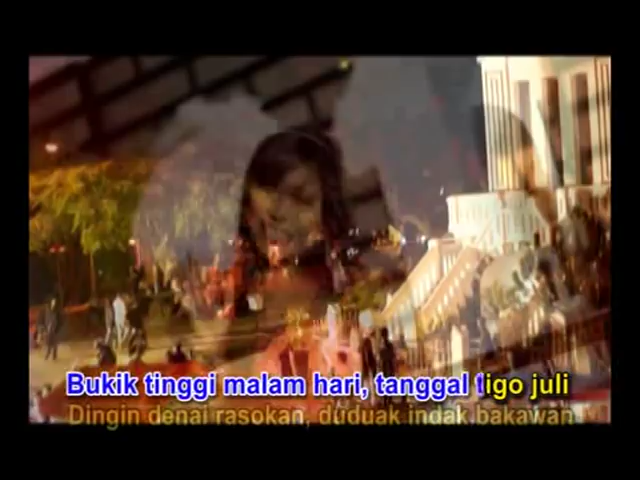 Bukik tinggi malam hari, tanggal tigo juli
Dingin denai rasokan, duduak indak bakawan